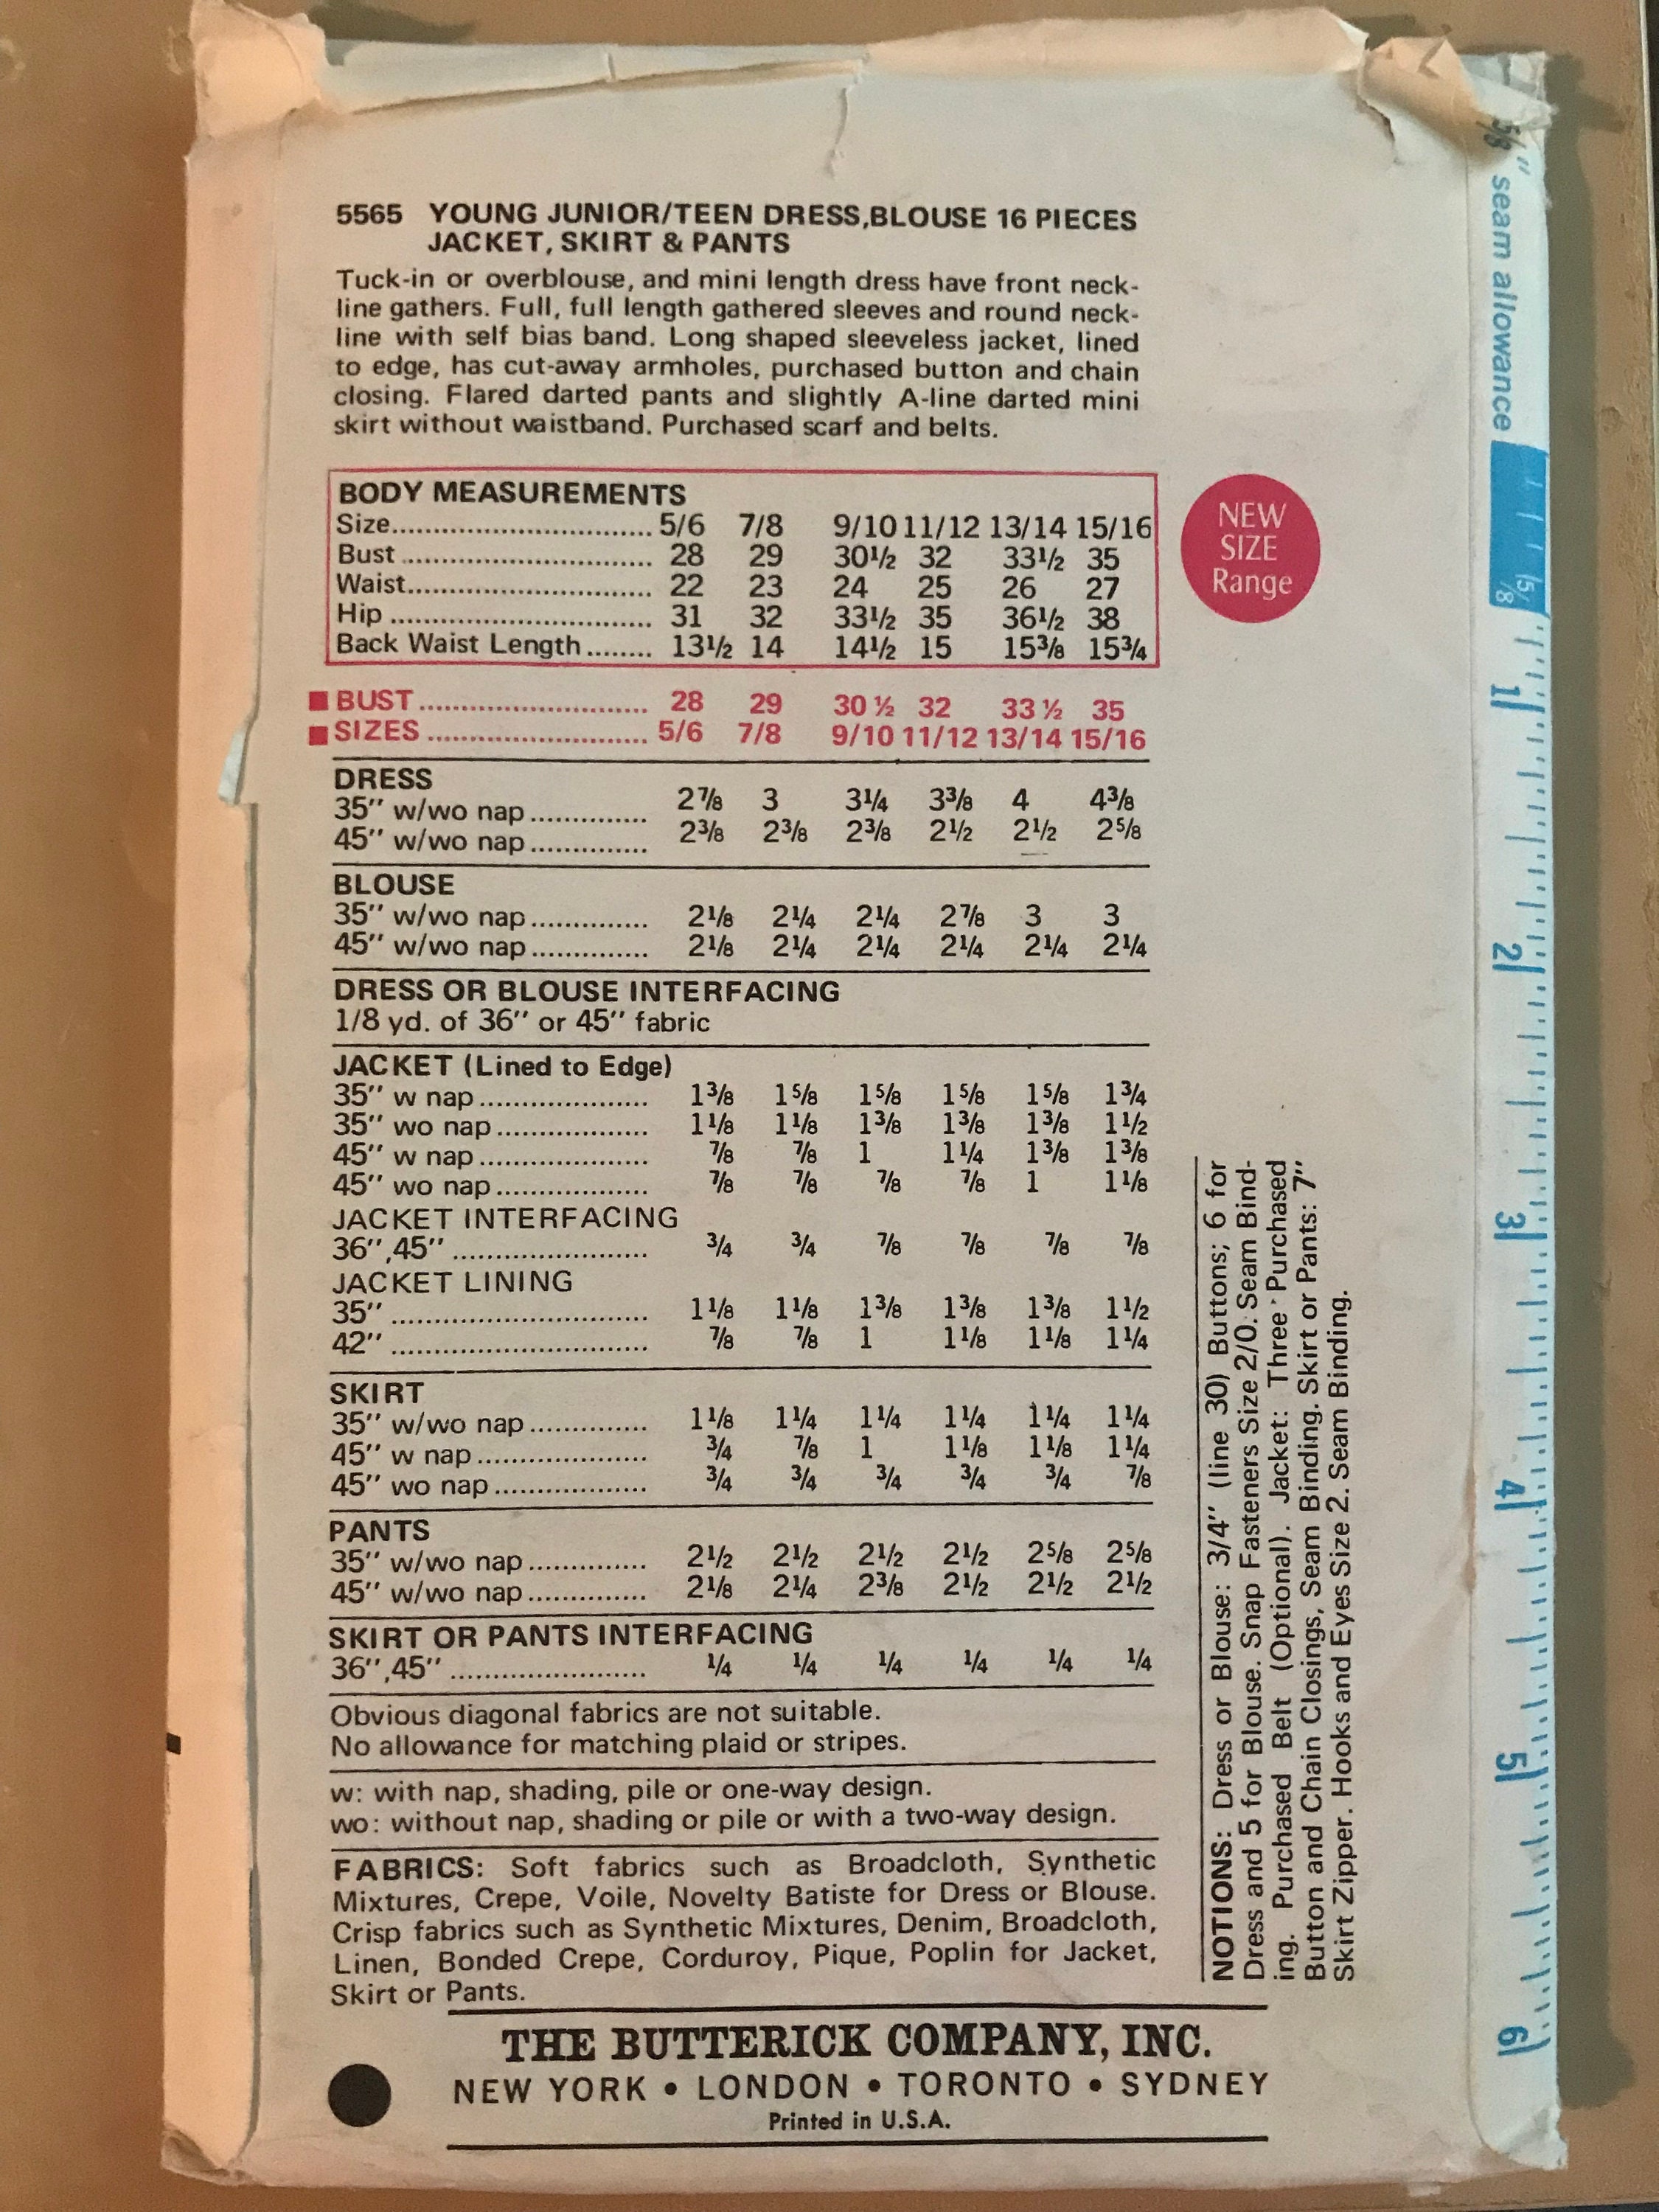 5565 YOUNG JUNIOR/TEEN DRESS,BLOUSE 16 PIECES
JACKET, SKIRT & PANTS
Tuck-in or overblouse, and mini length dress have front neck-
line gathers. Full, full length gathered sleeves and round neck-
line with self bias band. Long shaped sleeveless jacket, lined
to edge, has cut-away armholes, purchased button and chain
closing. Flared darted pants and slightly A-line darted mini
skirt without waistband. Purchased scarf and belts.
BODY MEASUREMENTS
Size............................. 5/6 7/8 9/10 11/12 13/14 15/16
Bust ............................ 28 29 30½ 32 33½ 35
Waist........................... 22 23 24 25 26 27
Hip ............................. 31 32 33½ 35 36½ 38
Back Waist Length........ 13½ 14 14½ 15 15⅜ 15¾
NEW
SIZE
Range
■ BUST ......................... 28 29 30 ½ 32 33 ½ 35
■ SIZES ........................ 5/6 7/8 9/10 11/12 13/14 15/16
DRESS
35" w/wo nap.............. 2⅞ 3 3¼ 3⅜ 4 4⅜
45" w/wo nap.............. 2⅜ 2⅜ 2⅜ 2½ 2½ 2⅝
BLOUSE
35" w/wo nap.............. 2⅛ 2¼ 2¼ 2⅞ 3 3
45" w/wo nap.............. 2⅛ 2¼ 2¼ 2¼ 2¼ 2¼
DRESS OR BLOUSE INTERFACING
1/8 yd. of 36" or 45" fabric
JACKET (Lined to Edge)
35" w nap.................... 1⅜ 1⅝ 1⅝ 1⅝ 1⅝ 1¾
35" wo nap.................. 1⅛ 1⅛ 1⅜ 1⅜ 1⅜ 1½
45" w nap.................... ⅞ ⅞ 1 1¼ 1⅜ 1⅜
45" wo nap.................. ⅞ ⅞ ⅞ ⅞ 1 1⅛
JACKET INTERFACING
36",45" ....................... ¾ ¾ ⅞ ⅞ ⅞ ⅞
JACKET LINING
35" .............................. 1⅛ 1⅛ 1⅜ 1⅜ 1⅜ 1½
42" .............................. ⅞ ⅞ 1 1⅛ 1⅛ 1¼
SKIRT
35" w/wo nap.............. 1⅛ 1¼ 1¼ 1¼ 1¼ 1¼
45" w nap.................... ¾ ⅞ 1 1⅛ 1⅛ 1¼
45" wo nap.................. ¾ ¾ ¾ ¾ ¾ ⅞
PANTS
35" w/wo nap.............. 2½ 2½ 2½ 2½ 2⅝ 2⅝
45" w/wo nap.............. 2⅛ 2¼ 2⅜ 2½ 2½ 2½
SKIRT OR PANTS INTERFACING
36",45" ....................... ¼ ¼ ¼ ¼ ¼ ¼
Obvious diagonal fabrics are not suitable.
No allowance for matching plaid or stripes.
w: with nap, shading, pile or one-way design.
wo: without nap, shading or pile or with a two-way design.
FABRICS: Soft fabrics such as Broadcloth, Synthetic
Mixtures, Crepe, Voile, Novelty Batiste for Dress or Blouse.
Crisp fabrics such as Synthetic Mixtures, Denim, Broadcloth,
Linen, Bonded Crepe, Corduroy, Pique, Poplin for Jacket,
Skirt or Pants.
NOTIONS: Dress or Blouse: 3/4" (line 30) Buttons; 6 for
Dress and 5 for Blouse. Snap Fasteners Size 2/0. Seam Bind-
ing. Purchased Belt (Optional). Jacket: Three Purchased
Button and Chain Closings, Seam Binding. Skirt or Pants: 7"
Skirt Zipper. Hooks and Eyes Size 2. Seam Binding.
THE BUTTERICK COMPANY, INC.
NEW YORK • LONDON • TORONTO • SYDNEY
Printed in U.S.A.
⅝" seam allowance
⅝
1
2
3
4
5
6